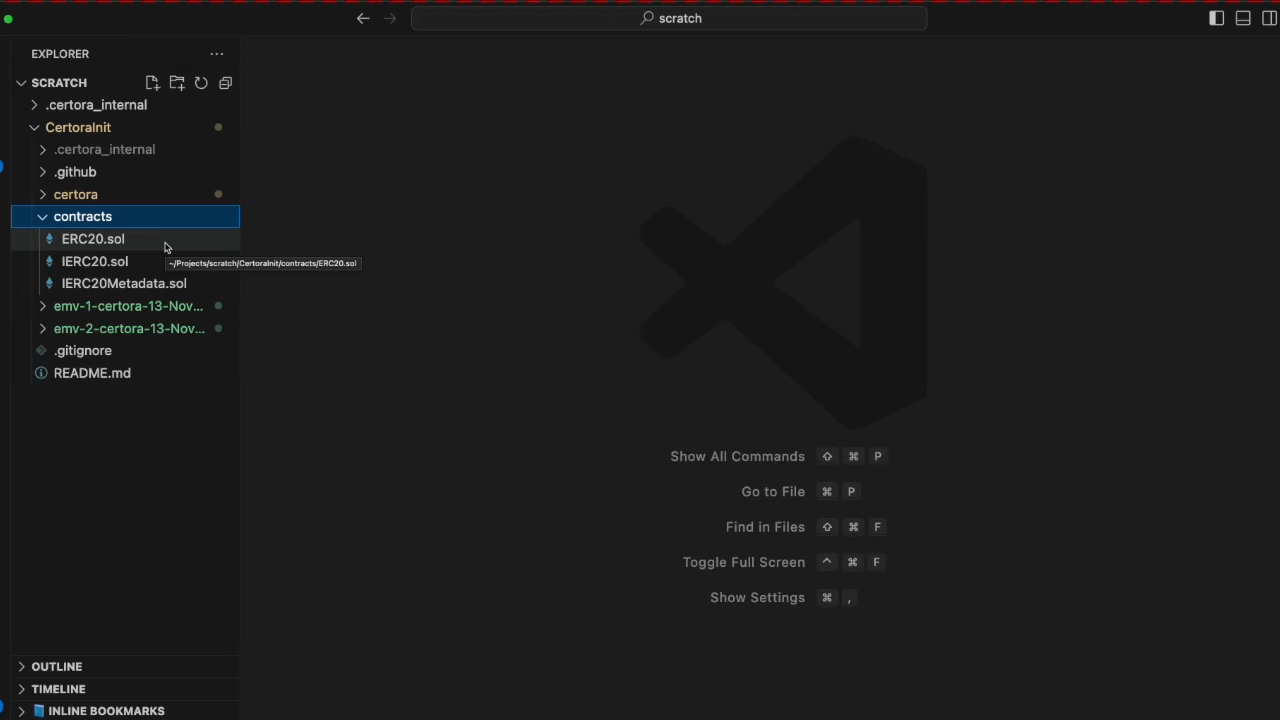 scratch
EXPLORER
SCRATCH
.certora_internal
CertoraInit
.certora_internal
.github
certora
contracts
ERC20.sol
IERC20.sol
~/Projects/scratch/CertoraInit/contracts/ERC20.sol
IERC20Metadata.sol
emv-1-certora-13-Nov...
emv-2-certora-13-Nov...
.gitignore
README.md
Show All Commands ⇧ ⌘ P
Go to File ⌘ P
Find in Files ⇧ ⌘ F
Toggle Full Screen ^ ⌘ F
Show Settings ⌘ ,
OUTLINE
TIMELINE
INLINE BOOKMARKS